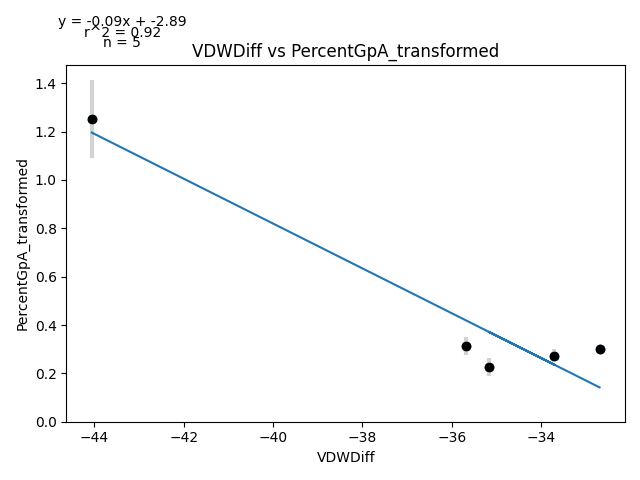 y = -0.09x + -2.89
r^2 = 0.92
n = 5
VDWDiff vs PercentGpA_transformed
1.4
1.2
1.0
0.8
0.6
0.4
0.2
0.0
PercentGpA_transformed
−44
−42
−40
−38
−36
−34
VDWDiff